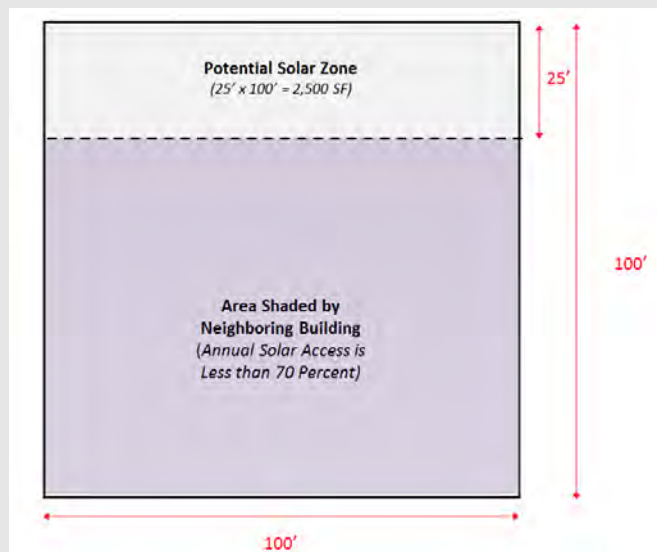 Potential Solar Zone
(25' x 100' = 2,500 SF)
25'
100'
Area Shaded by
Neighboring Building
(Annual Solar Access is
Less than 70 Percent)
100'